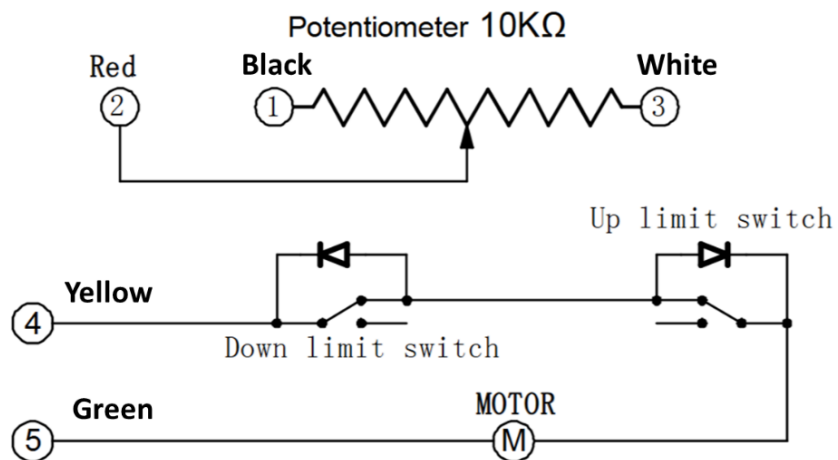 Potentiometer 10KΩ
Red
Black
White
2
1
3
Up limit switch
Yellow
4
Down limit switch
Green
MOTOR
5
M